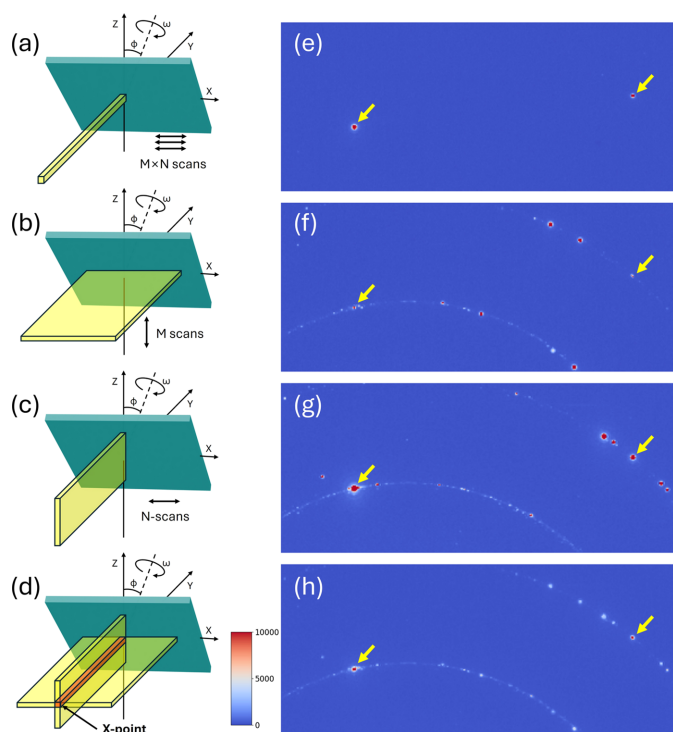 (a)
Z
ϕ
ω
Y
X
M×N scans
(e)
(b)
Z
ϕ
ω
Y
X
M scans
(f)
(c)
Z
ϕ
ω
Y
X
N-scans
(g)
(d)
Z
ϕ
ω
Y
X
X-point
10000
5000
0
(h)